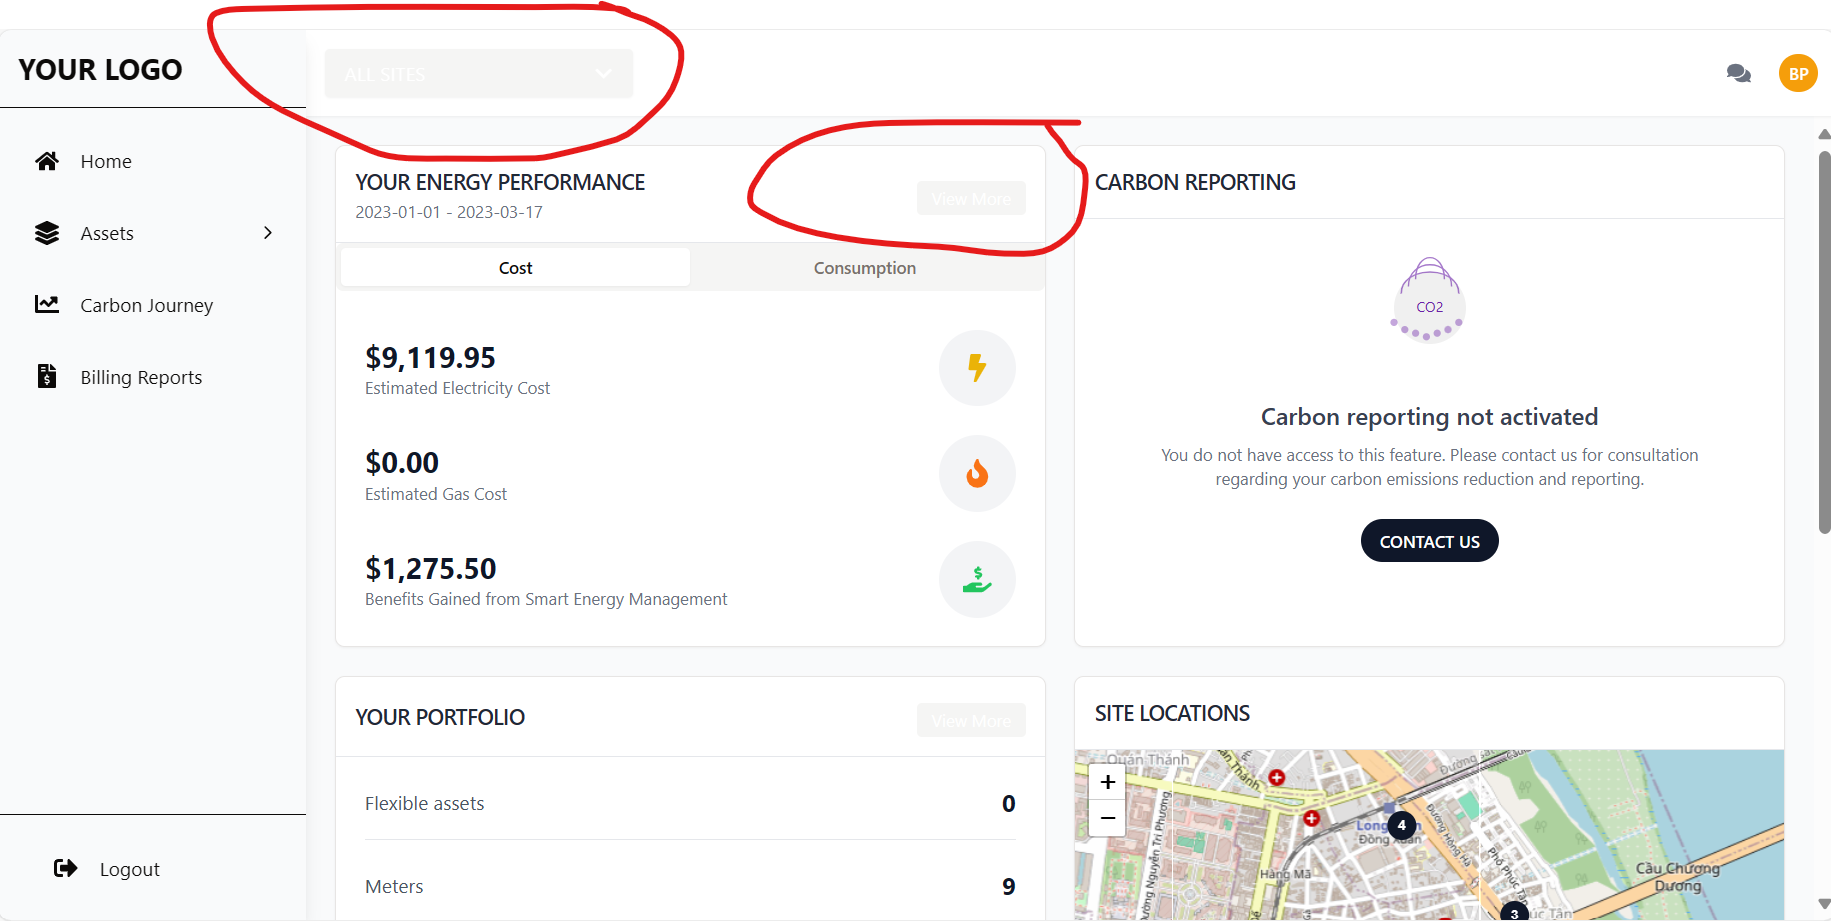 YOUR LOGO
ALL SITES
BP
Home
Assets
Carbon Journey
Billing Reports
Logout
YOUR ENERGY PERFORMANCE
2023-01-01 - 2023-03-17
View More
Cost
Consumption
$9,119.95
Estimated Electricity Cost
$0.00
Estimated Gas Cost
$1,275.50
Benefits Gained from Smart Energy Management
CARBON REPORTING
CO2
Carbon reporting not activated
You do not have access to this feature. Please contact us for consultation
regarding your carbon emissions reduction and reporting.
CONTACT US
YOUR PORTFOLIO
View More
Flexible assets
0
Meters
9
SITE LOCATIONS
+
−
Quán Thánh
4
Đồng Xuân
Hàng Mã
Đường Hồng Hà
Cầu Chương
Dương
3